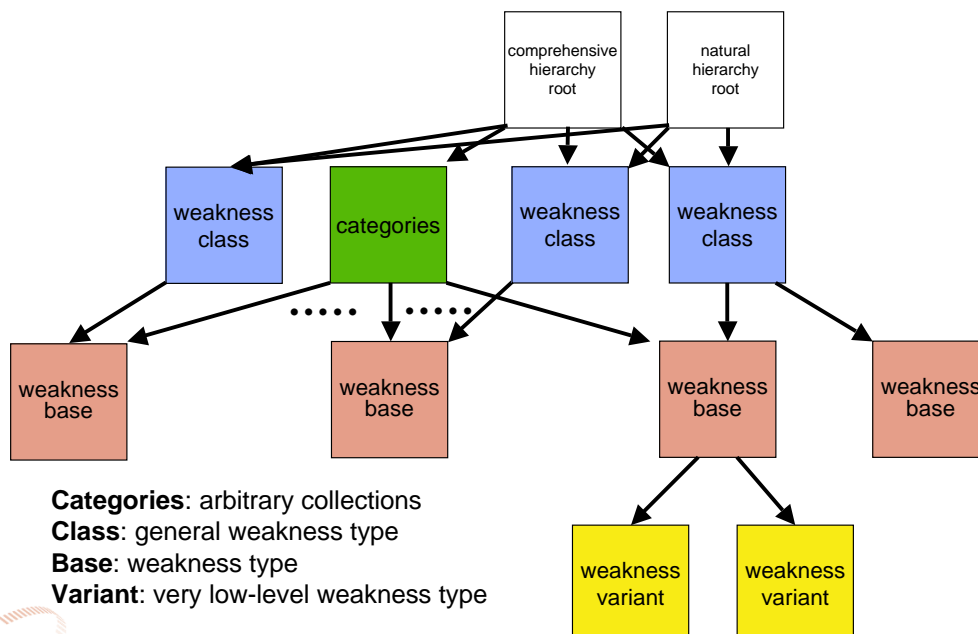 comprehensive
hierarchy
root
natural
hierarchy
root
weakness
class
categories
weakness
class
weakness
class
weakness
base
weakness
base
weakness
base
weakness
base
Categories: arbitrary collections
Class: general weakness type
Base: weakness type
Variant: very low-level weakness type
weakness
variant
weakness
variant